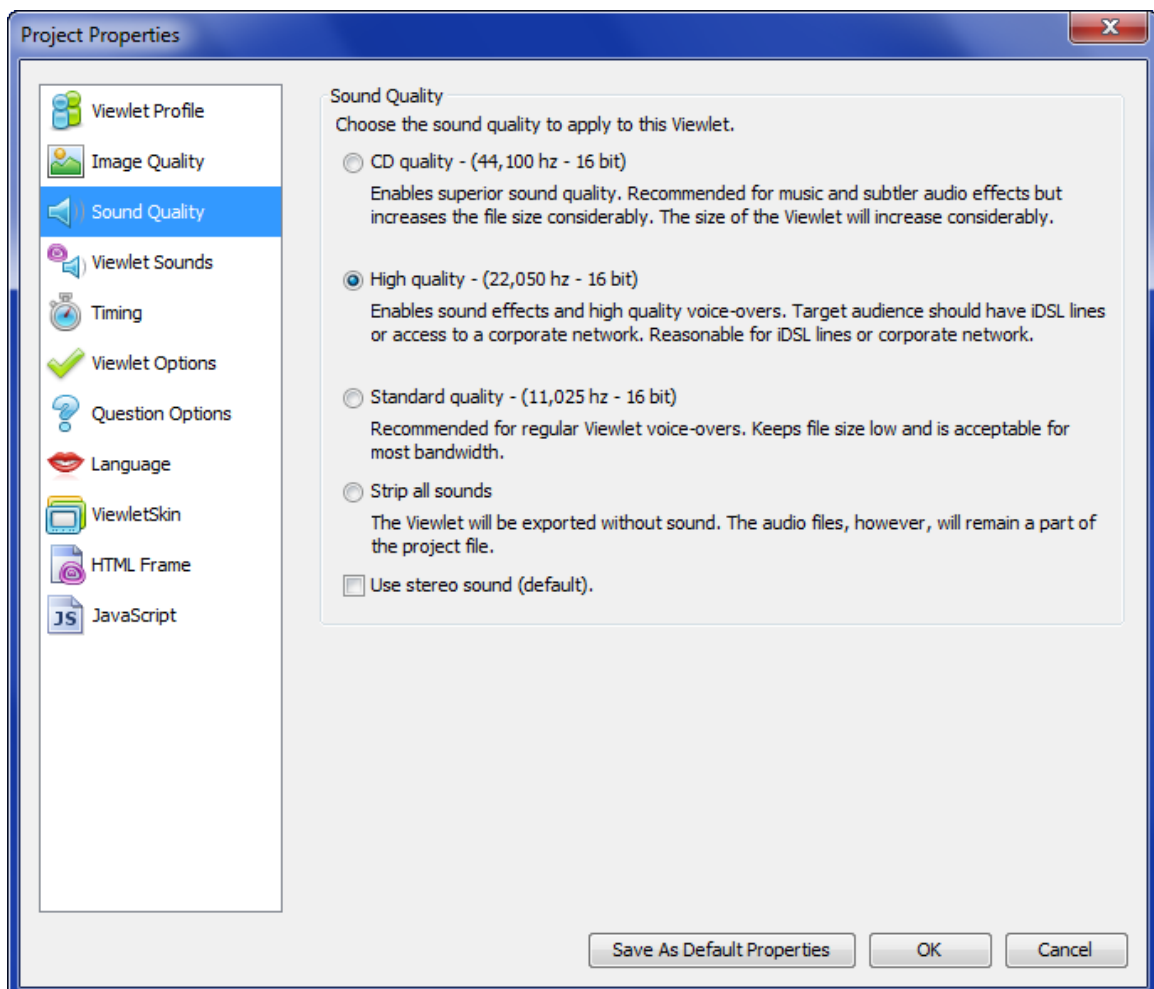 Project Properties
Viewlet Profile
Image Quality
Sound Quality
Viewlet Sounds
Timing
Viewlet Options
Question Options
Language
ViewletSkin
HTML Frame
JS JavaScript
Sound Quality
Choose the sound quality to apply to this Viewlet.
CD quality - (44,100 hz - 16 bit)
Enables superior sound quality. Recommended for music and subtler audio effects but
increases the file size considerably. The size of the Viewlet will increase considerably.
High quality - (22,050 hz - 16 bit)
Enables sound effects and high quality voice-overs. Target audience should have iDSL lines
or access to a corporate network. Reasonable for iDSL lines or corporate network.
Standard quality - (11,025 hz - 16 bit)
Recommended for regular Viewlet voice-overs. Keeps file size low and is acceptable for
most bandwidth.
Strip all sounds
The Viewlet will be exported without sound. The audio files, however, will remain a part of
the project file.
Use stereo sound (default).
Save As Default Properties
OK
Cancel